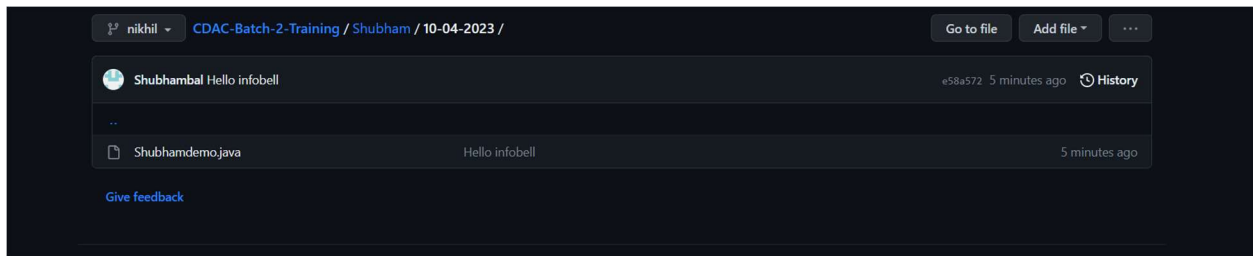 nikhil CDAC-Batch-2-Training / Shubham / 10-04-2023 / Go to file Add file ...
Shubhambal Hello infobell e58a572 5 minutes ago History
..
Shubhamdemo.java Hello infobell 5 minutes ago
Give feedback